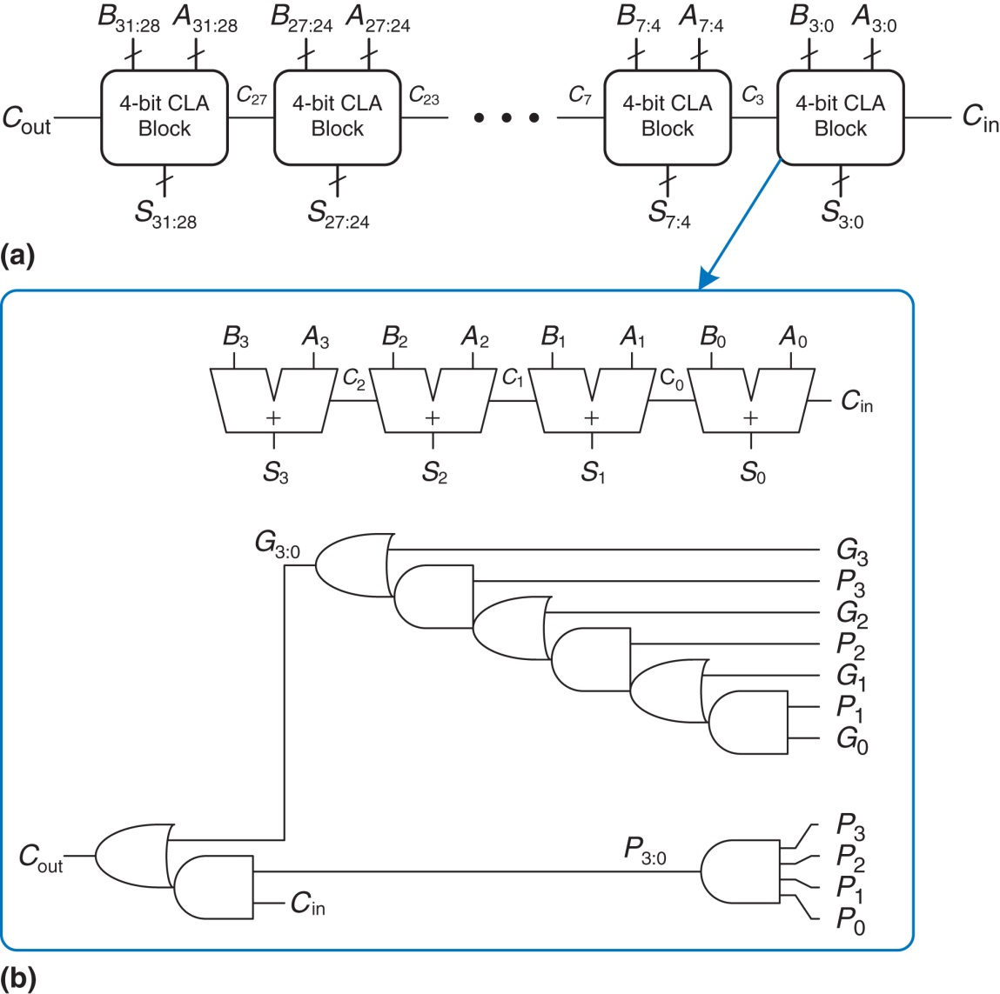 B31:28 A31:28 B27:24 A27:24 B7:4 A7:4 B3:0 A3:0
Cout 4-bit CLA Block C27 4-bit CLA Block C23 • • • C7 4-bit CLA Block C3 4-bit CLA Block Cin
S31:28 S27:24 S7:4 S3:0
(a)
B3 A3 B2 A2 B1 A1 B0 A0
C2 C1 C0 Cin
+ + + +
S3 S2 S1 S0
G3:0 G3
P3
G2
P2
G1
P1
G0
P3:0 P3
Cout P2
P1
Cin P0
(b)